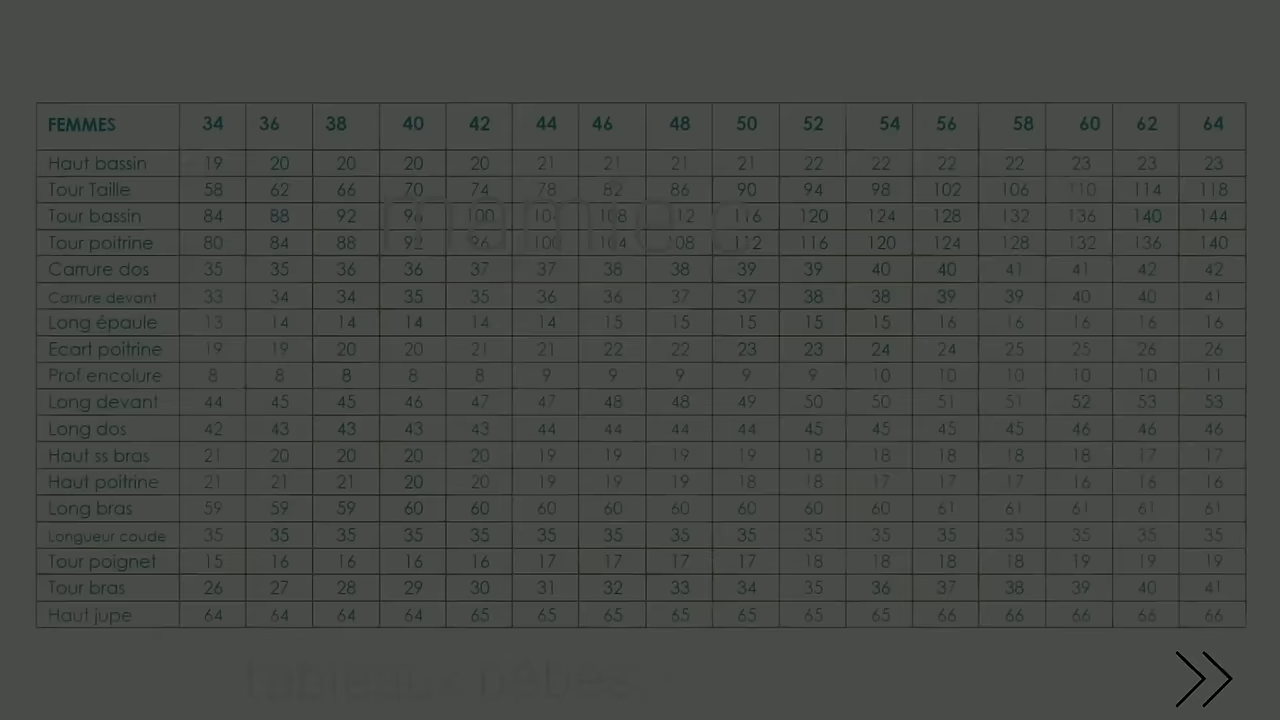 mamie c
FEMMES 34 36 38 40 42 44 46 48 50 52 54 56 58 60 62 64
Haut bassin 19 20 20 20 20 21 21 21 21 22 22 22 22 23 23 23
Tour Taille 58 62 66 70 74 78 82 86 90 94 98 102 106 110 114 118
Tour bassin 84 88 92 96 100 104 108 112 116 120 124 128 132 136 140 144
Tour poitrine 80 84 88 92 96 100 104 108 112 116 120 124 128 132 136 140
Carrure dos 35 35 36 36 37 37 38 38 39 39 40 40 41 41 42 42
Carrure devant 33 34 34 35 35 36 36 37 37 38 38 39 39 40 40 41
Long épaule 13 14 14 14 14 14 15 15 15 15 15 16 16 16 16 16
Ecart poitrine 19 19 20 20 21 21 22 22 23 23 24 24 25 25 26 26
Prof encolure 8 8 8 8 8 9 9 9 9 9 10 10 10 10 10 11
Long devant 44 45 45 46 47 47 48 48 49 50 50 51 51 52 53 53
Long dos 42 43 43 43 43 44 44 44 44 45 45 45 45 46 46 46
Haut ss bras 21 20 20 20 20 19 19 19 19 18 18 18 18 18 17 17
Haut poitrine 21 21 21 20 20 19 19 19 18 18 17 17 17 16 16 16
Long bras 59 59 59 60 60 60 60 60 60 60 60 61 61 61 61 61
Longueur coude 35 35 35 35 35 35 35 35 35 35 35 35 35 35 35 35
Tour poignet 15 16 16 16 16 17 17 17 17 18 18 18 18 19 19 19
Tour bras 26 27 28 29 30 31 32 33 34 35 36 37 38 39 40 41
Haut jupe 64 64 64 64 65 65 65 65 65 65 65 66 66 66 66 66